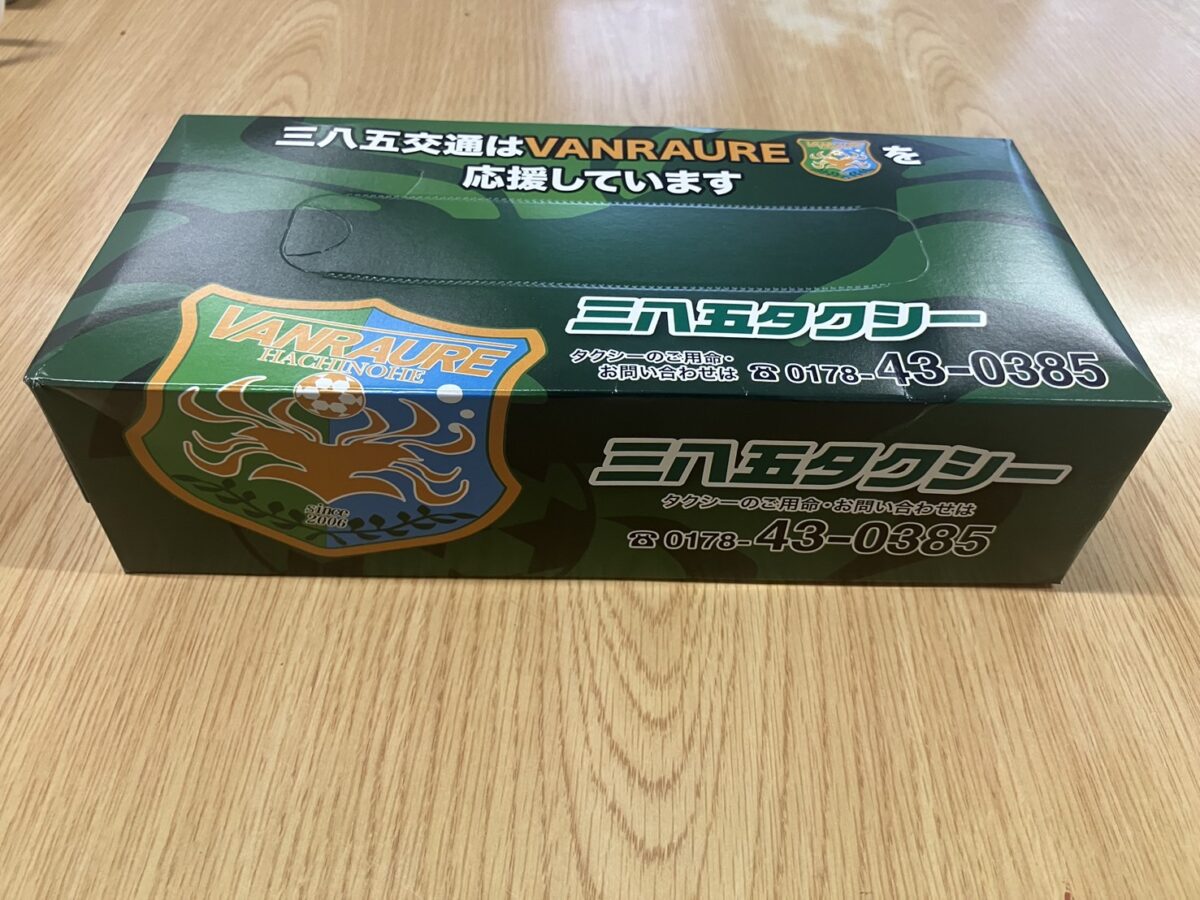 三八五交通はVANRAUREを
応援しています
三八五タクシー
タクシーのご用命・
お問い合わせは ☎ 0178-43-0385
VANRAURE
HACHINOHE
since
2006
三八五タクシー
タクシーのご用命・お問い合わせは
☎ 0178-43-0385